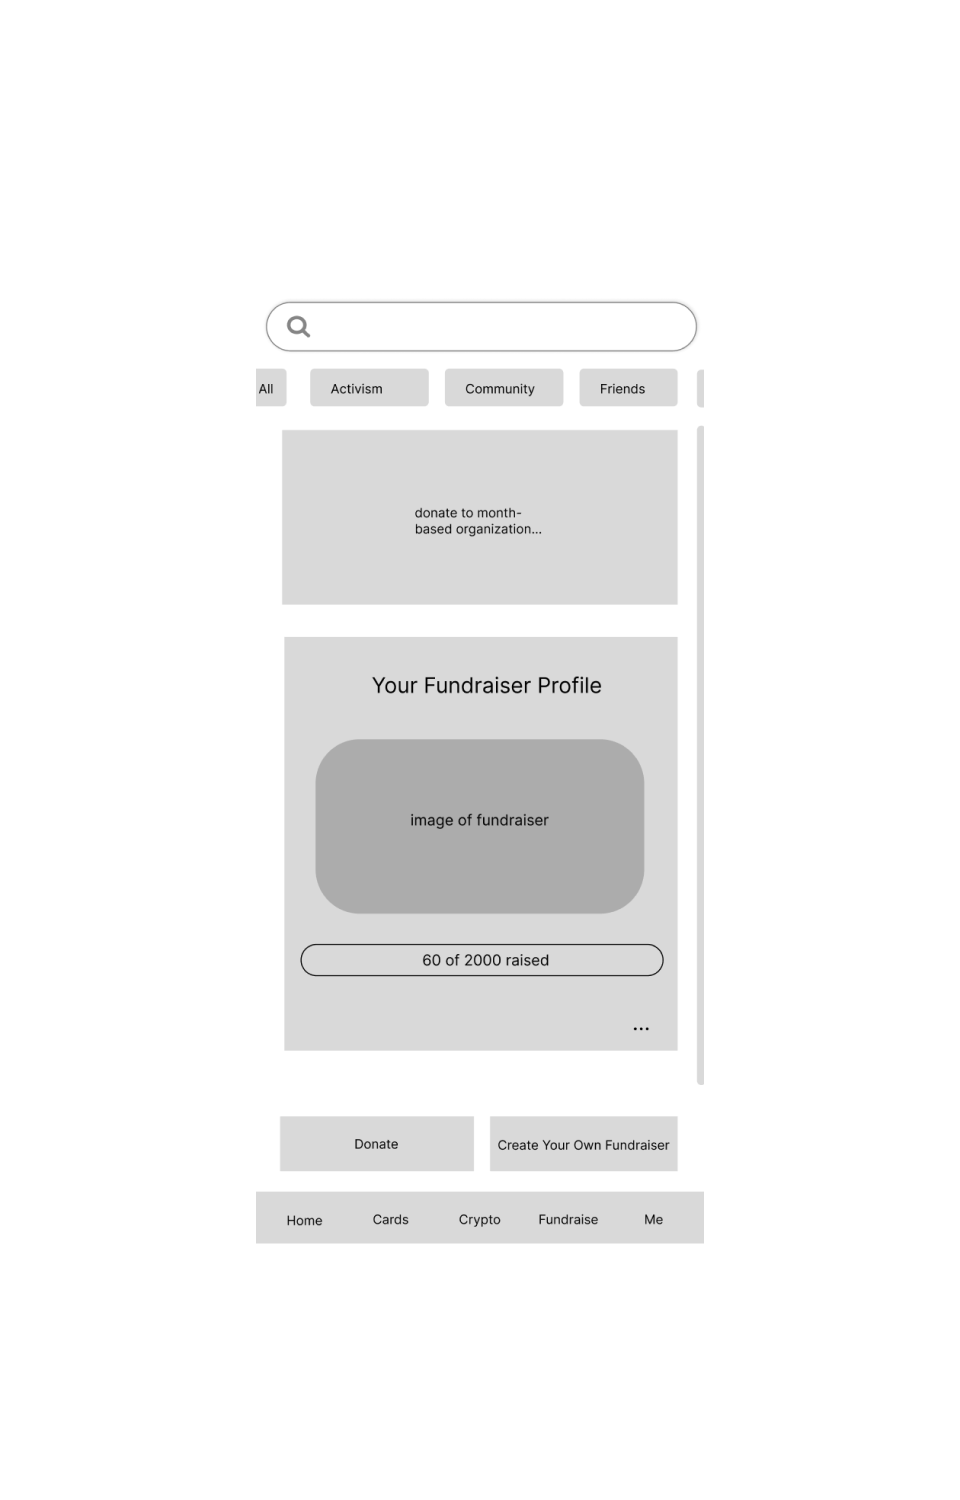 All
Activism
Community
Friends
donate to month-
based organization...
Your Fundraiser Profile
image of fundraiser
60 of 2000 raised
...
Donate
Create Your Own Fundraiser
Home
Cards
Crypto
Fundraise
Me